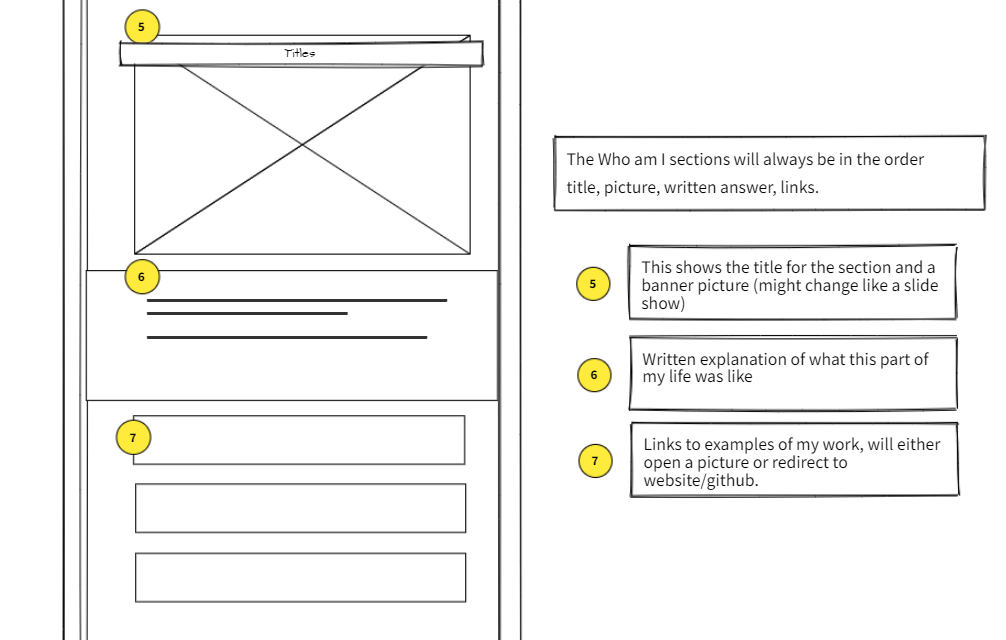 5
Titles
6
7
The Who am I sections will always be in the order
title, picture, written answer, links.
5
This shows the title for the section and a
banner picture (might change like a slide
show)
6
Written explanation of what this part of
my life was like
7
Links to examples of my work, will either
open a picture or redirect to
website/github.